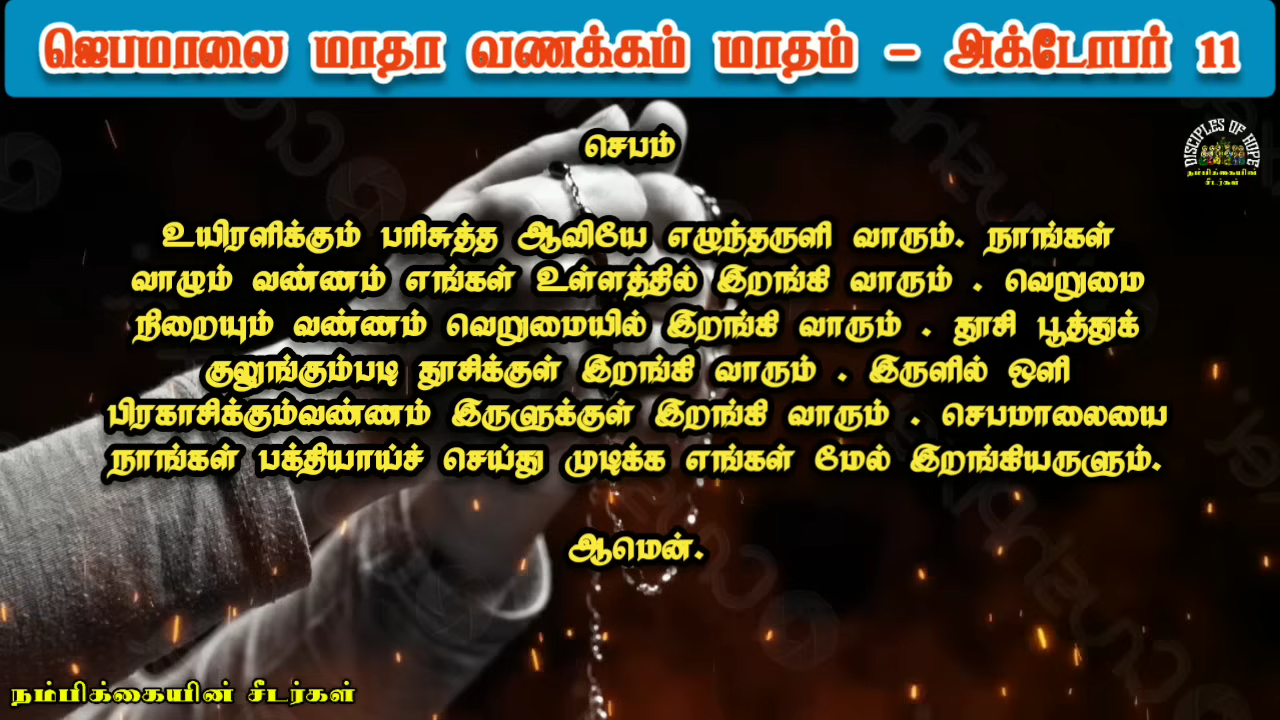 ஜெபமாலை மாதா வணக்கம் மாதம் - அக்டோபர் 11
செபம்
DISCIPLES OF HOPE
நம்பிக்கையின்
சீடர்கள்
உயிரளிக்கும் பரிசுத்த ஆவியே எழுந்தருளி வாரும். நாங்கள்
வாழும் வண்ணம் எங்கள் உள்ளத்தில் இறங்கி வாரும் . வெறுமை
நிறையும் வண்ணம் வெறுமையில் இறங்கி வாரும் . தூசி பூத்துக்
குலுங்கும்படி தூசிக்குள் இறங்கி வாரும் . இருளில் ஒளி
பிரகாசிக்கும்வண்ணம் இருளுக்குள் இறங்கி வாரும் . செபமாலையை
நாங்கள் பக்தியாய்ச் செய்து முடிக்க எங்கள் மேல் இறங்கியருளும்.
ஆமென்.
நம்பிக்கையின் சீடர்கள்